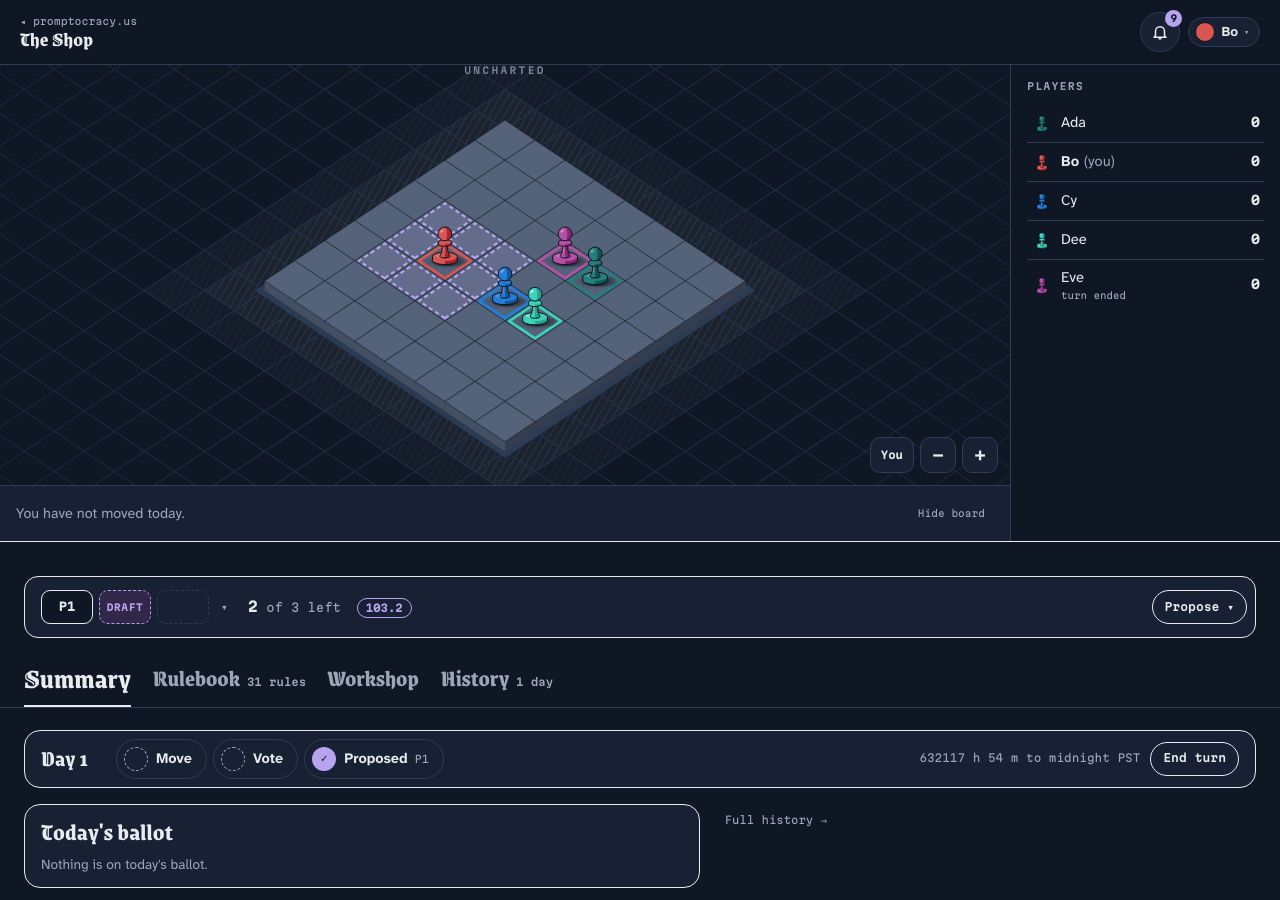 ◂ promptocracy.us
The Shop
9
Bo ▾
UNCHARTED
PLAYERS
Ada 0
Bo (you) 0
Cy 0
Dee 0
Eve 0
turn ended
You − +
You have not moved today.
Hide board
P1 DRAFT ▾ 2 of 3 left 103.2 Propose ▾
Summary Rulebook 31 rules Workshop History 1 day
Day 1 Move Vote ✓ Proposed P1 632117 h 54 m to midnight PST End turn
Today's ballot
Full history →
Nothing is on today's ballot.